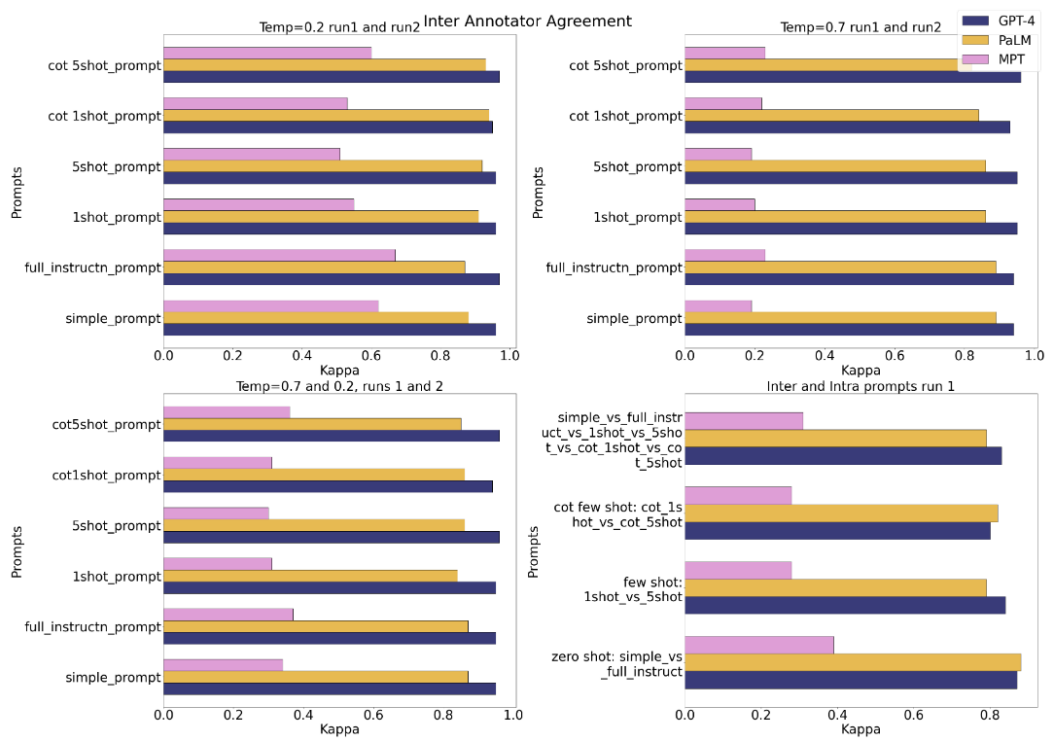 Inter Annotator Agreement
GPT-4
PaLM
MPT
Temp=0.2 run1 and run2
Prompts
cot 5shot_prompt
cot 1shot_prompt
5shot_prompt
1shot_prompt
full_instructn_prompt
simple_prompt
0.0 0.2 0.4 0.6 0.8 1.0
Kappa
Temp=0.7 run1 and run2
Prompts
cot 5shot_prompt
cot 1shot_prompt
5shot_prompt
1shot_prompt
full_instructn_prompt
simple_prompt
0.0 0.2 0.4 0.6 0.8 1.0
Kappa
Temp=0.7 and 0.2, runs 1 and 2
Prompts
cot5shot_prompt
cot1shot_prompt
5shot_prompt
1shot_prompt
full_instructn_prompt
simple_prompt
0.0 0.2 0.4 0.6 0.8 1.0
Kappa
Inter and Intra prompts run 1
Prompts
simple_vs_full_instr
uct_vs_1shot_vs_5sho
t_vs_cot_1shot_vs_co
t_5shot
cot few shot: cot_1s
hot_vs_cot_5shot
few shot:
1shot_vs_5shot
zero shot: simple_vs
_full_instruct
0.0 0.2 0.4 0.6 0.8
Kappa